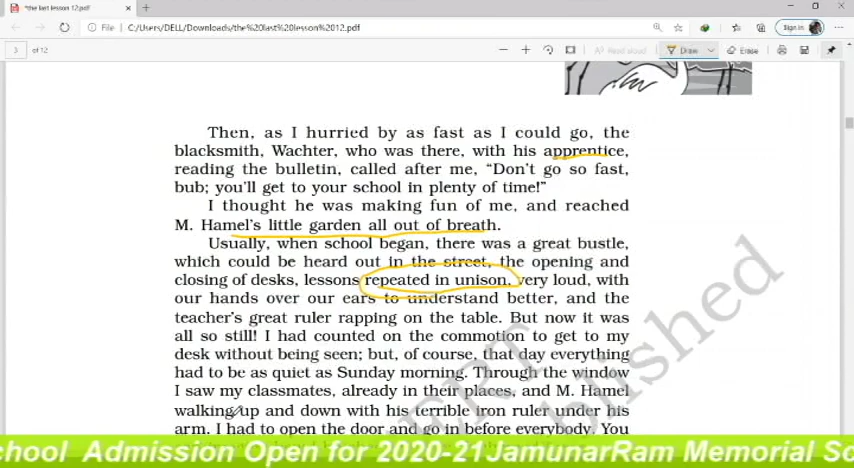 *the last lesson 12.pdf
File
C:/Users/DELL/Downloads/the%20last%20lesson%2012.pdf
Sign in
3 of 12
Read aloud
Draw
Erase
Then, as I hurried by as fast as I could go, the
blacksmith, Wachter, who was there, with his apprentice,
reading the bulletin, called after me, “Don’t go so fast,
bub; you’ll get to your school in plenty of time!”
I thought he was making fun of me, and reached
M. Hamel’s little garden all out of breath.
Usually, when school began, there was a great bustle,
which could be heard out in the street, the opening and
closing of desks, lessons repeated in unison, very loud, with
our hands over our ears to understand better, and the
teacher’s great ruler rapping on the table. But now it was
all so still! I had counted on the commotion to get to my
desk without being seen; but, of course, that day everything
had to be as quiet as Sunday morning. Through the window
I saw my classmates, already in their places, and M. Hamel
walking up and down with his terrible iron ruler under his
arm. I had to open the door and go in before everybody. You
ERT
blished
chool Admission Open for 2020-21JamunarRam Memorial Sc